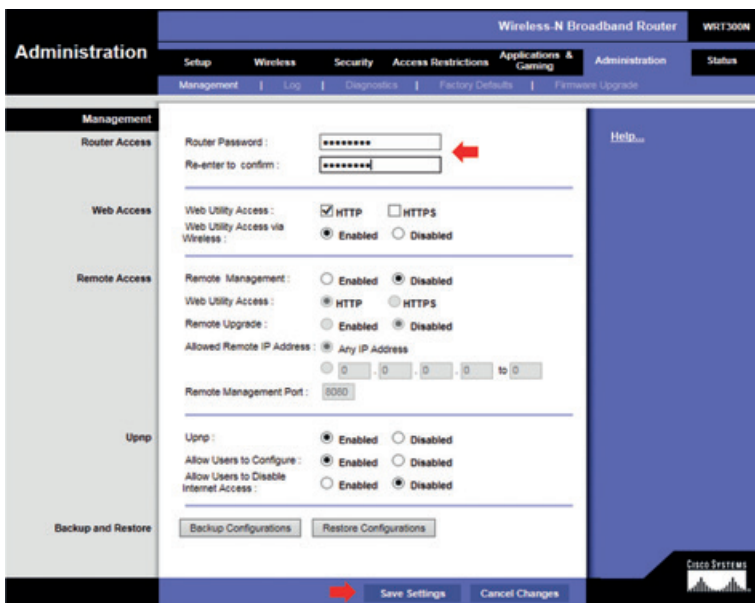 Wireless-N Broadband Router WRT300N
Administration
Setup Wireless Security Access Restrictions Applications & Gaming Administration Status
Management | Log | Diagnostics | Factory Defaults | Firmware Upgrade
Management
Router Access
Router Password :
Re-enter to confirm :
Help...
Web Access
Web Utility Access : HTTP HTTPS
Web Utility Access via Wireless : Enabled Disabled
Remote Access
Remote Management : Enabled Disabled
Web Utility Access : HTTP HTTPS
Remote Upgrade : Enabled Disabled
Allowed Remote IP Address : Any IP Address
0 . 0 . 0 . 0 to 0
Remote Management Port : 8080
Upnp
Upnp : Enabled Disabled
Allow Users to Configure : Enabled Disabled
Allow Users to Disable Internet Access : Enabled Disabled
Backup and Restore
Backup Configurations Restore Configurations
Save Settings Cancel Changes
CISCO SYSTEMS